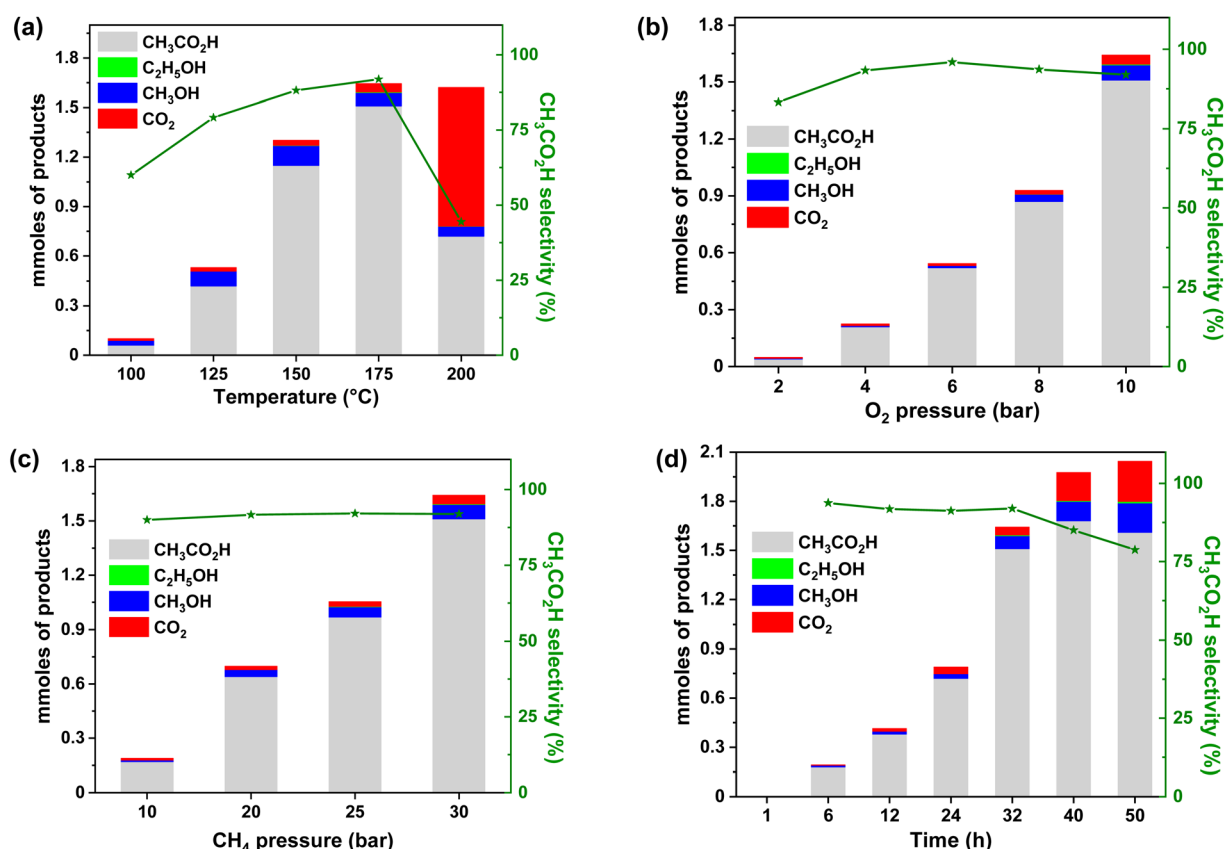 (a)
CH₃CO₂H
C₂H₅OH
CH₃OH
CO₂
mmoles of products
0
0.3
0.6
0.9
1.2
1.5
1.8
100
125
150
175
200
Temperature (°C)
0
25
50
75
100
CH₃CO₂H selectivity (%)
(b)
CH₃CO₂H
C₂H₅OH
CH₃OH
CO₂
mmoles of products
0
0.3
0.6
0.9
1.2
1.5
1.8
2
4
6
8
10
O₂ pressure (bar)
0
25
50
75
100
CH₃CO₂H selectivity (%)
(c)
CH₃CO₂H
C₂H₅OH
CH₃OH
CO₂
mmoles of products
0
0.3
0.6
0.9
1.2
1.5
1.8
10
20
25
30
CH₄ pressure (bar)
0
25
50
75
100
CH₃CO₂H selectivity (%)
(d)
CH₃CO₂H
C₂H₅OH
CH₃OH
CO₂
mmoles of products
0
0.3
0.6
0.9
1.2
1.5
1.8
2.1
1
6
12
24
32
40
50
Time (h)
0
25
50
75
100
CH₃CO₂H selectivity (%)